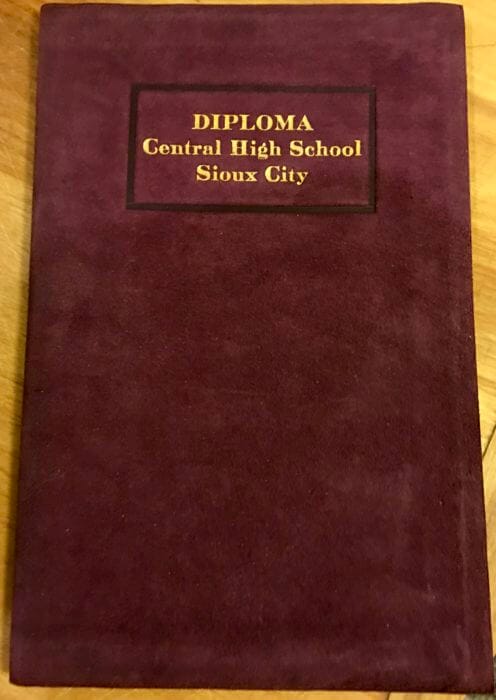 DIPLOMA
Central High School
Sioux City